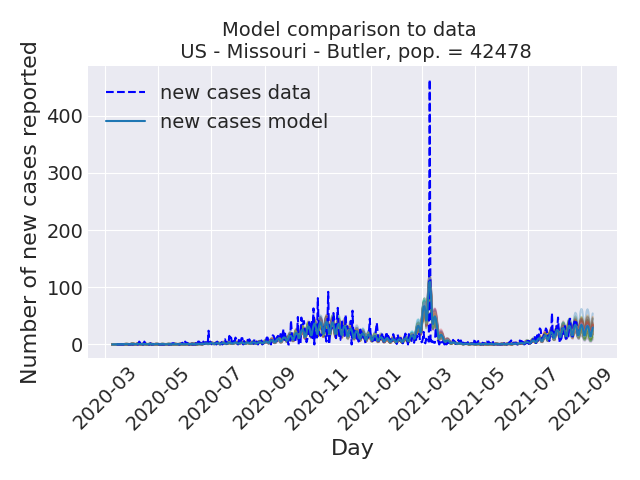 Model comparison to data
US - Missouri - Butler, pop. = 42478
Number of new cases reported
400
300
200
100
0
new cases data
new cases model
2020-03
2020-05
2020-07
2020-09
2020-11
2021-01
2021-03
2021-05
2021-07
2021-09
Day